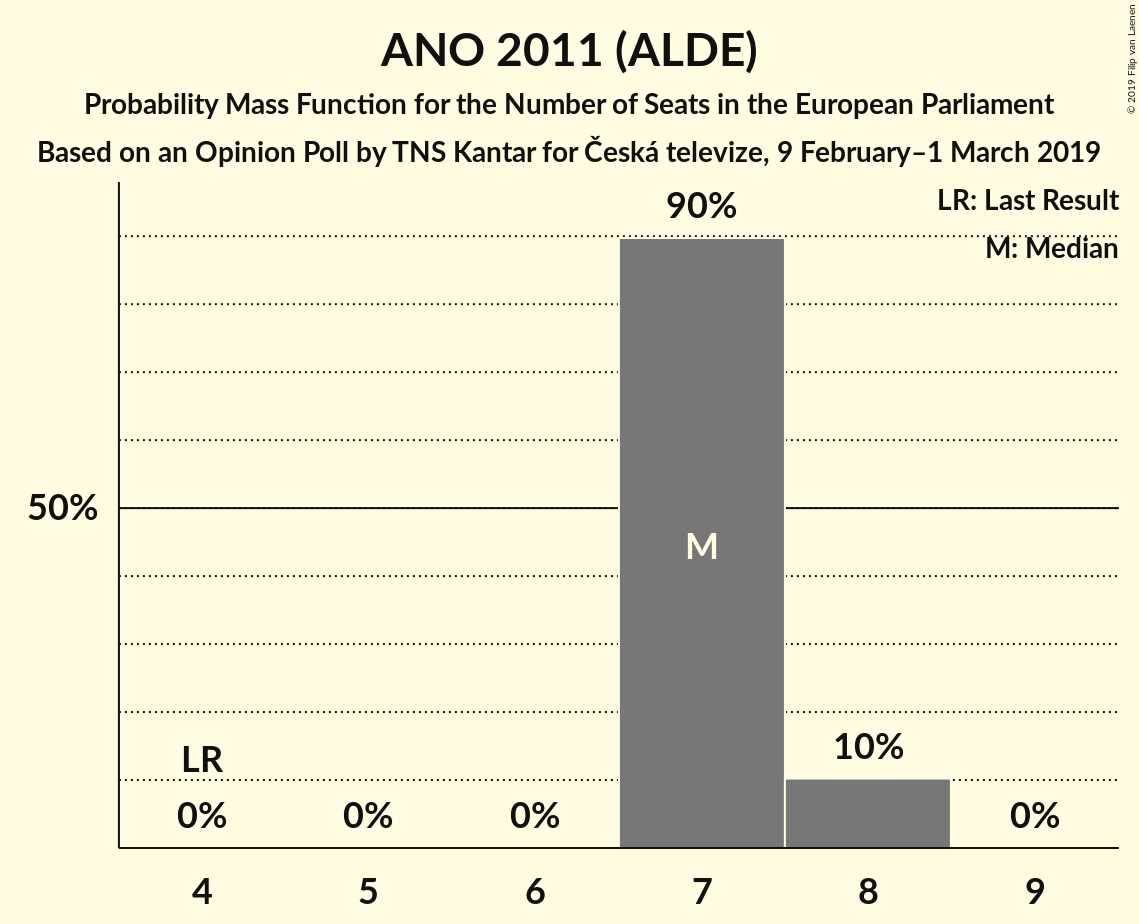 ANO 2011 (ALDE)
Probability Mass Function for the Number of Seats in the European Parliament
Based on an Opinion Poll by TNS Kantar for Česká televize, 9 February–1 March 2019
© 2019 Filip van Laenen
LR: Last Result
M: Median
90%
50%
M
LR
10%
0%
0%
0%
0%
4
5
6
7
8
9